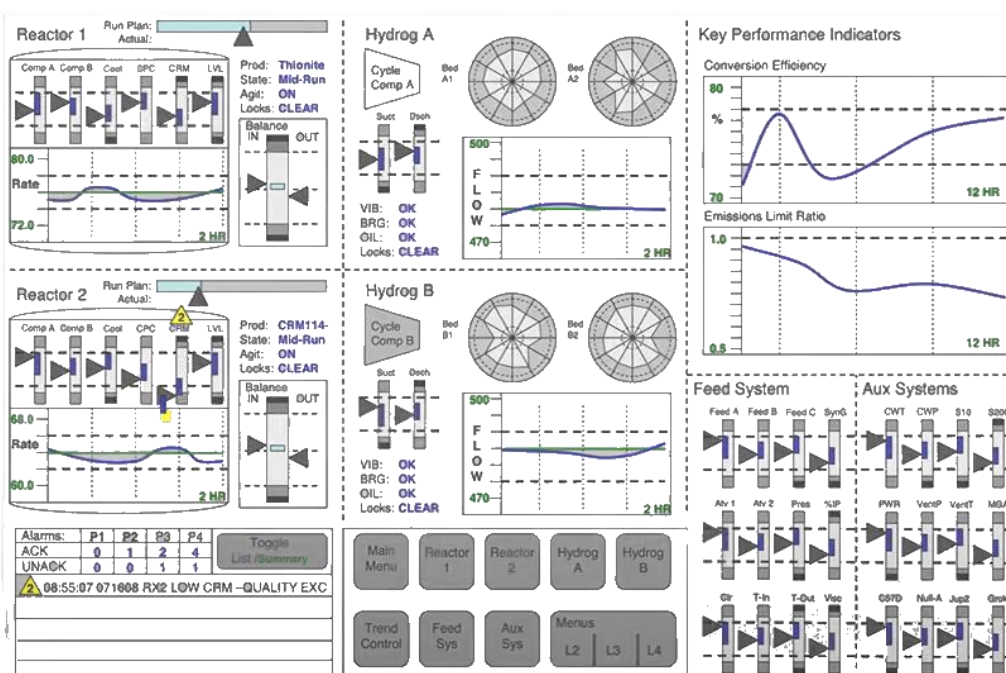 Reactor 1
Run Plan:
Actual:
Comp A Comp B Cool CPC CRM LVL
Prod: Thionite
State: Mid-Run
Agit: ON
Locks: CLEAR
Balance
IN OUT
80.0
Rate
72.0
2 HR
Hydrog A
Cycle
Comp A
Bed
A1
Bed
A2
Suct Dsch
VIB: OK
BRG: OK
OIL: OK
Locks: CLEAR
500
F
L
O
W
470
2 HR
Key Performance Indicators
Conversion Efficiency
80
%
70
12 HR
Emissions Limit Ratio
1.0
0.5
12 HR
Reactor 2
Run Plan:
Actual:
2
Comp A Comp B Cool CPC CRM LVL
Prod: CRM114-
State: Mid-Run
Agit: ON
Locks: CLEAR
Balance
IN OUT
68.0
Rate
60.0
2 HR
Hydrog B
Cycle
Comp B
Bed
B1
Bed
B2
Suct Dsch
VIB: OK
BRG: OK
OIL: OK
Locks: CLEAR
500
F
L
O
W
470
2 HR
Feed System
Feed A Feed B Feed C SynG
Atv 1 Atv 2 Pres %IP
Clr T-In T-Out Visc
Aux Systems
CWT CWP S10 S200
PWR VentP VentT MGA
C57D Null-A Jup2
Alarms: P1 P2 P3 P4
ACK 0 1 2 4
UNACK 0 0 1 1
Toggle
List /Summary
2 08:55:07 071608 RX2 LOW CRM –QUALITY EXC
Main
Menu
Reactor
1
Reactor
2
Hydrog
A
Hydrog
B
Trend
Control
Feed
Sys
Aux
Sys
Menus
L2 L3 L4